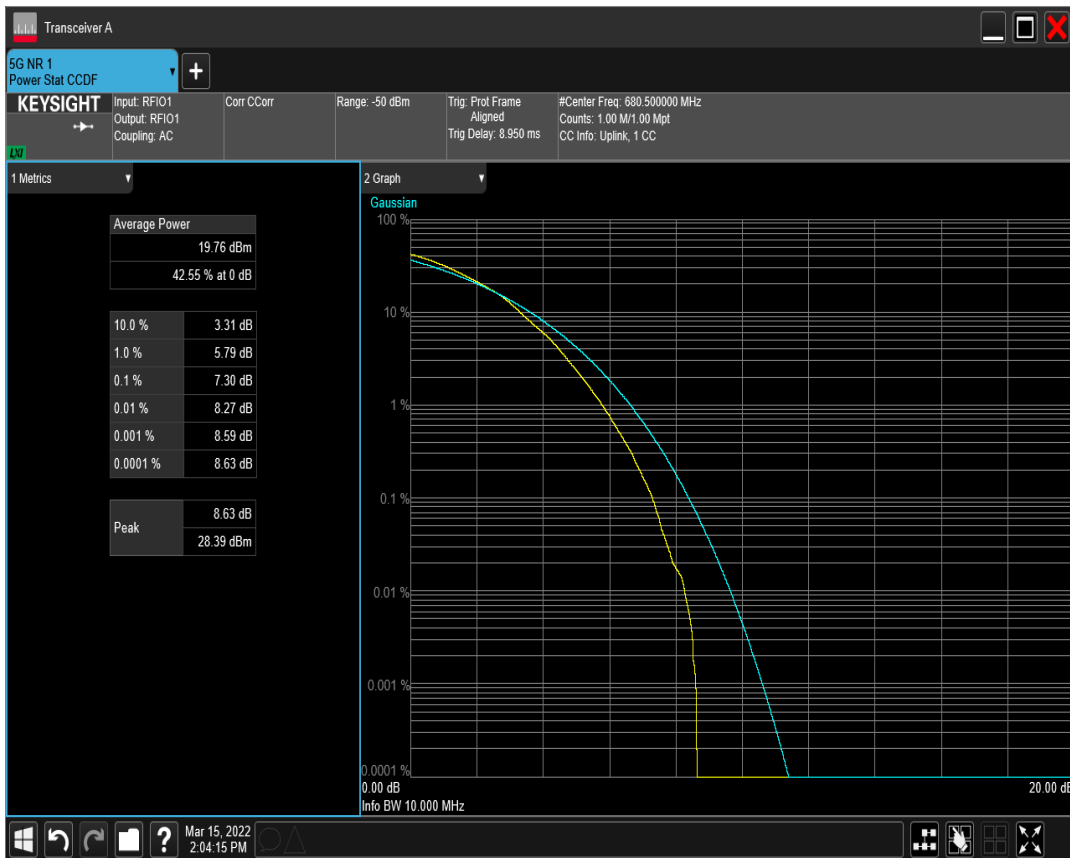 Transceiver A
5G NR 1
Power Stat CCDF
+
KEYSIGHT
LXI
Input: RFIO1
Output: RFIO1
Coupling: AC
Corr CCorr
Range: -50 dBm
Trig: Prot Frame
Aligned
Trig Delay: 8.950 ms
#Center Freq: 680.500000 MHz
Counts: 1.00 M/1.00 Mpt
CC Info: Uplink, 1 CC
1 Metrics
Average Power
19.76 dBm
42.55 % at 0 dB
10.0 % 3.31 dB
1.0 % 5.79 dB
0.1 % 7.30 dB
0.01 % 8.27 dB
0.001 % 8.59 dB
0.0001 % 8.63 dB
Peak
8.63 dB
28.39 dBm
2 Graph
Gaussian
100 %
10 %
1 %
0.1 %
0.01 %
0.001 %
0.0001 %
0.00 dB 20.00 dB
Info BW 10.000 MHz
?
Mar 15, 2022
2:04:15 PM